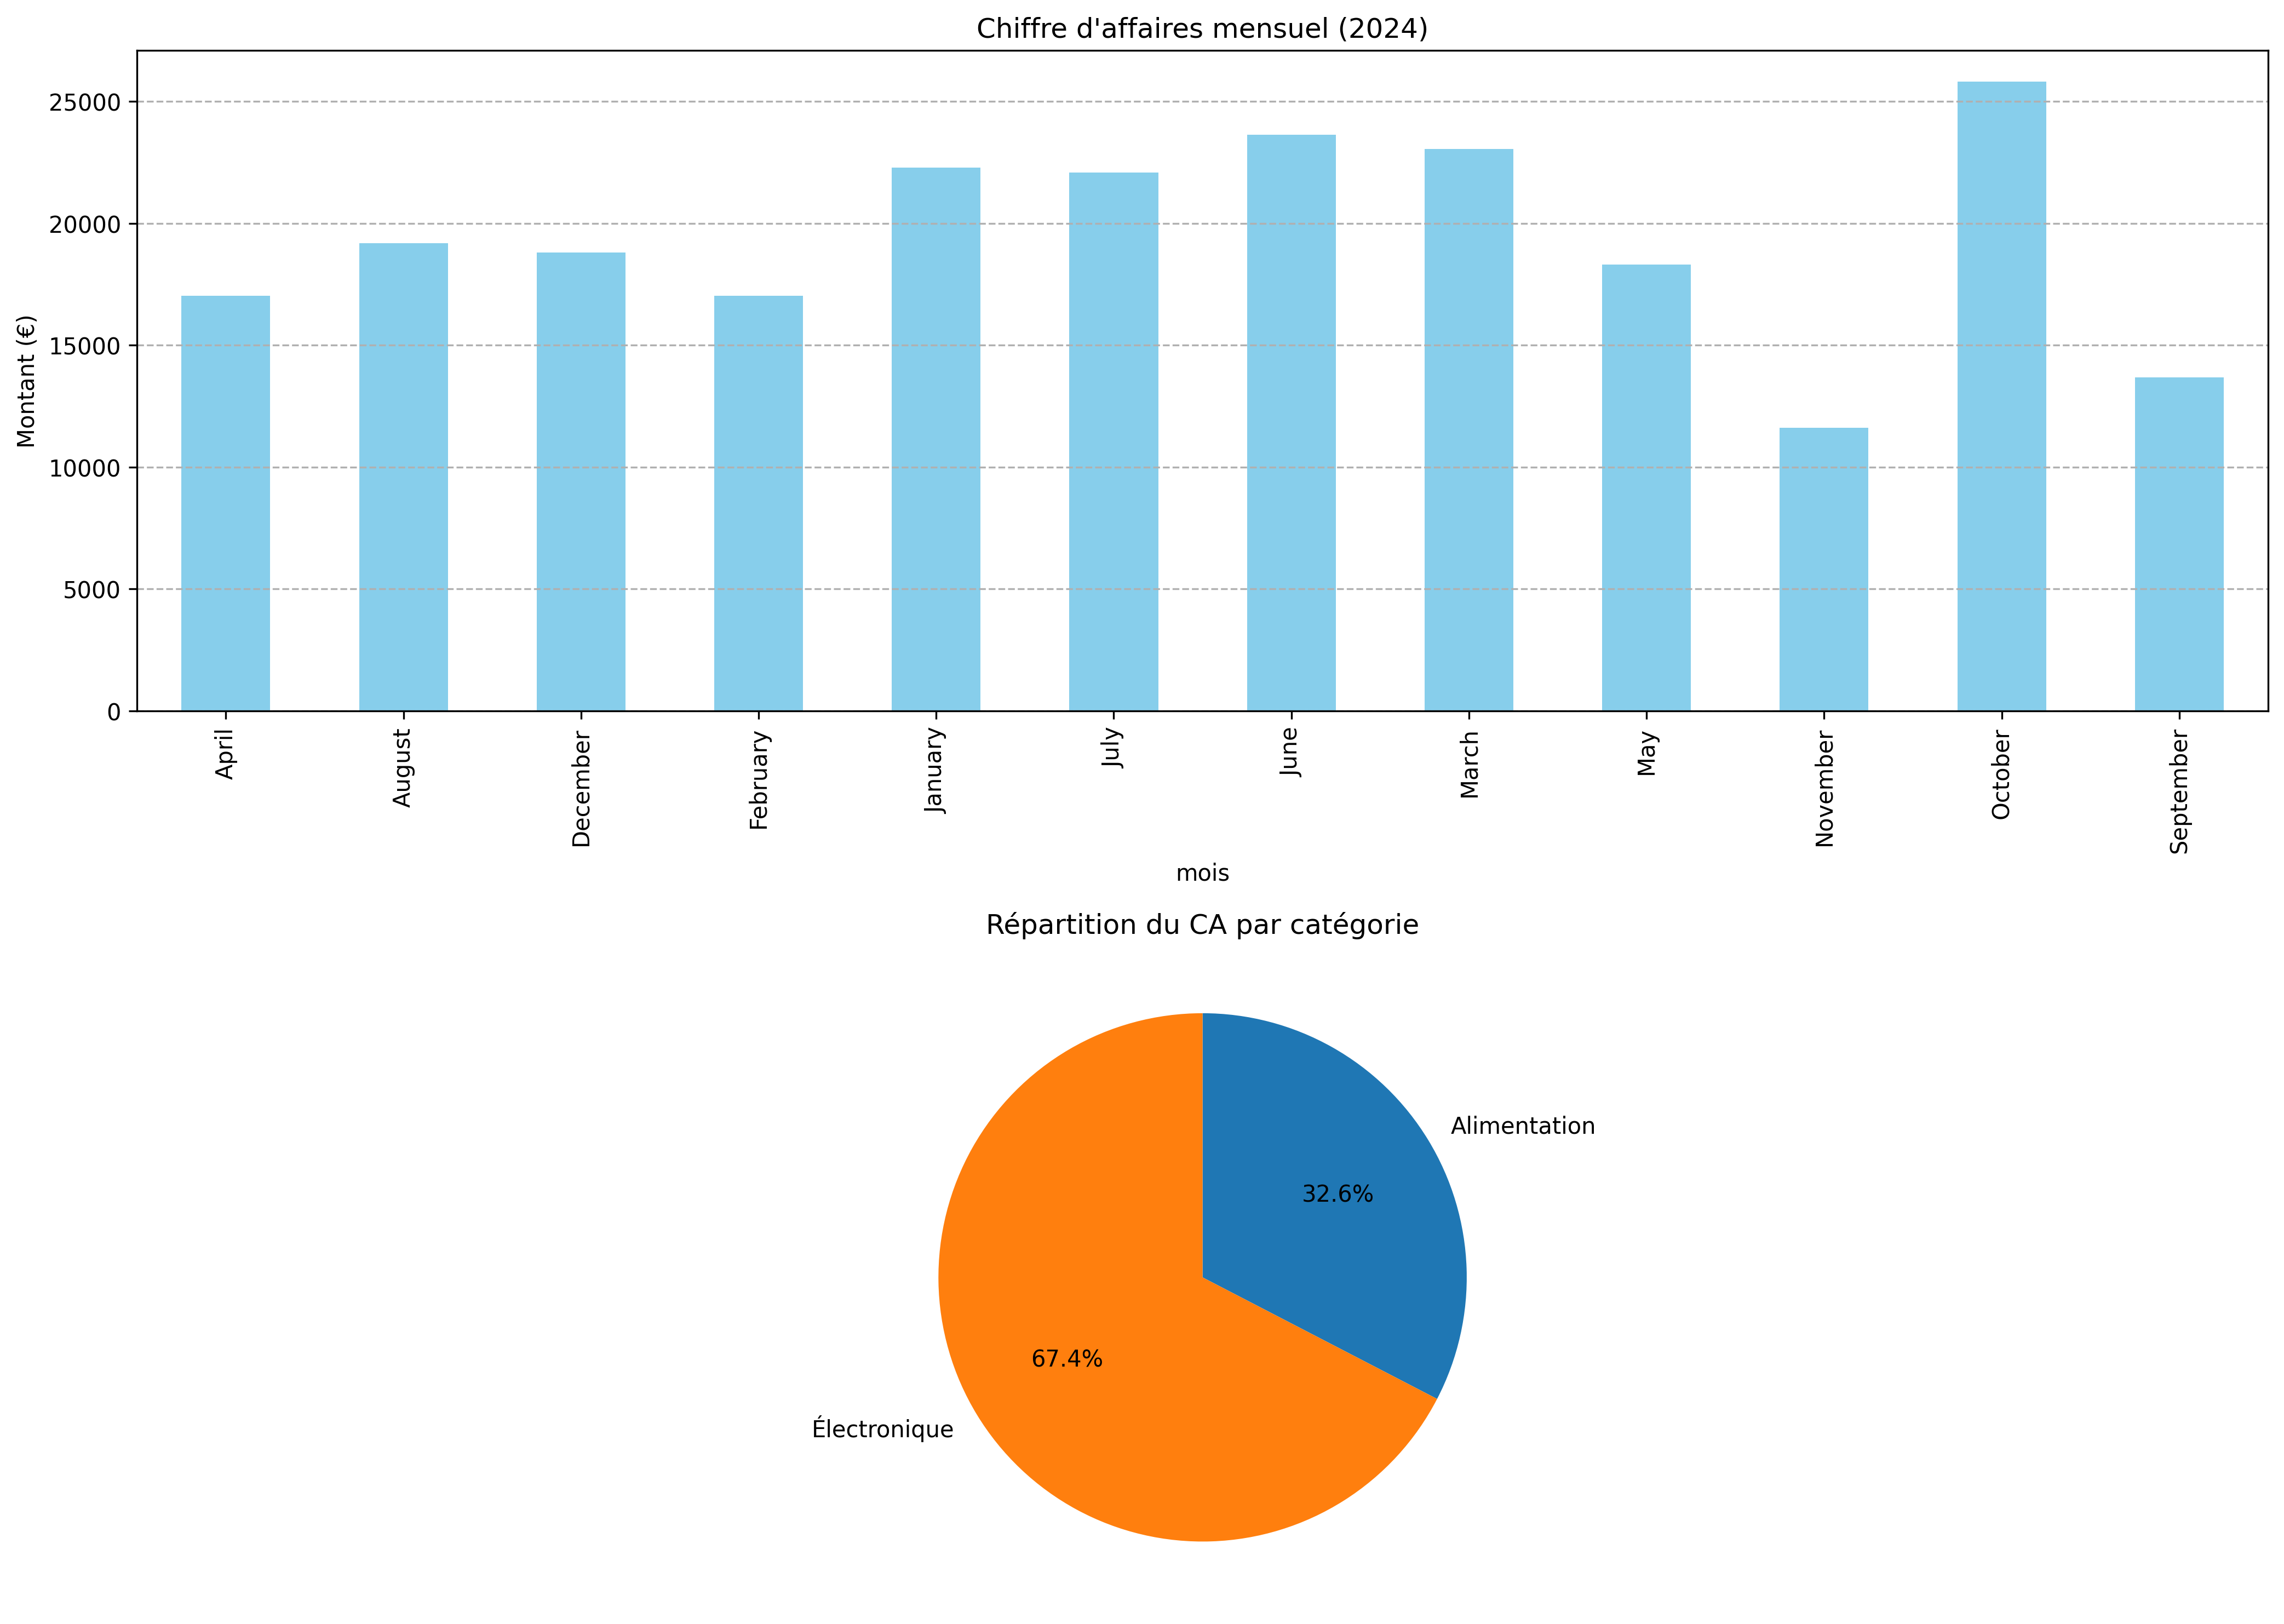 Chiffre d'affaires mensuel (2024)
Montant (€)
25000
20000
15000
10000
5000
0
April
August
December
February
January
July
June
March
May
November
October
September
mois
Répartition du CA par catégorie
Alimentation
32.6%
67.4%
Électronique